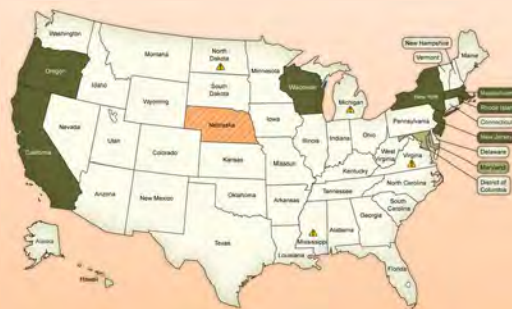 Washington
Oregon
California
Nevada
Idaho
Montana
Wyoming
Utah
Arizona
Colorado
New Mexico
North
Dakota
South
Dakota
Nebraska
Kansas
Oklahoma
Texas
Minnesota
Iowa
Missouri
Arkansas
Louisiana
Wisconsin
Illinois
Michigan
Indiana
Ohio
Kentucky
Tennessee
Mississippi
Alabama
Georgia
Florida
South
Carolina
North Carolina
Virginia
West
Virginia
Pennsylvania
New York
New Hampshire
Vermont
Maine
Massachuset
Rhode Islan
Connecticu
New Jersey
Delaware
Maryland
District of
Columbia
Alaska
Hawaii